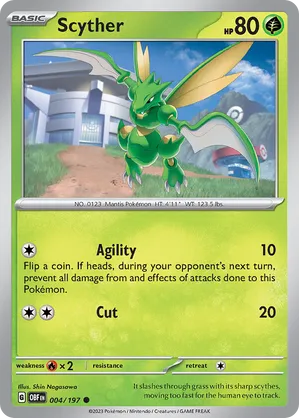 BASIC
Scyther
HP 80
NO. 0123 Mantis Pokémon HT: 4'11" WT: 123.5 lbs
Agility 10
Flip a coin. If heads, during your opponent's next turn,
prevent all damage from and effects of attacks done to this
Pokémon.
Cut 20
weakness ×2 resistance retreat
Illus. Shin Nagasawa
G OBF EN 004/197
It slashes through grass with its sharp scythes,
moving too fast for the human eye to track.
©2023 Pokémon / Nintendo / Creatures / GAME FREAK